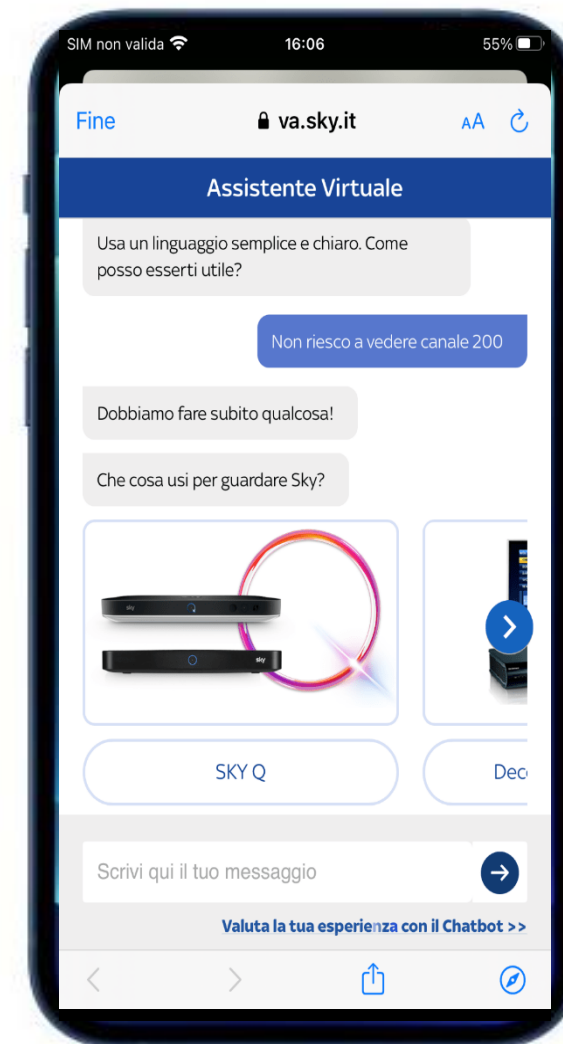 SIM non valida 16:06 55%
Fine va.sky.it AA
Assistente Virtuale
Usa un linguaggio semplice e chiaro. Come
posso esserti utile?
Non riesco a vedere canale 200
Dobbiamo fare subito qualcosa!
Che cosa usi per guardare Sky?
sky
sky
SKY Q
Dec
Scrivi qui il tuo messaggio
Valuta la tua esperienza con il Chatbot >>